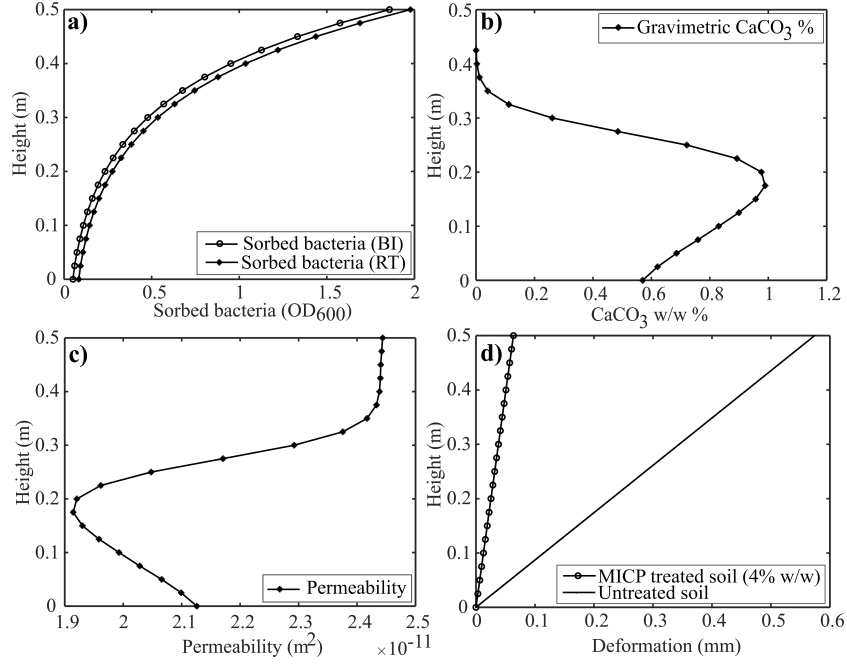 a)
0.5
0.4
0.3
0.2
0.1
0
Height (m)
Sorbed bacteria (BI)
Sorbed bacteria (RT)
0 0.5 1 1.5 2
Sorbed bacteria (OD600)
b)
Gravimetric CaCO3 %
0.5
0.4
0.3
0.2
0.1
0
Height (m)
0 0.2 0.4 0.6 0.8 1 1.2
CaCO3 w/w %
c)
0.5
0.4
0.3
0.2
0.1
0
Height (m)
Permeability
1.9 2 2.1 2.2 2.3 2.4 2.5
Permeability (m2)
×10-11
d)
0.5
0.4
0.3
0.2
0.1
0
Height (m)
MICP treated soil (4% w/w)
Untreated soil
0 0.1 0.2 0.3 0.4 0.5 0.6
Deformation (mm)